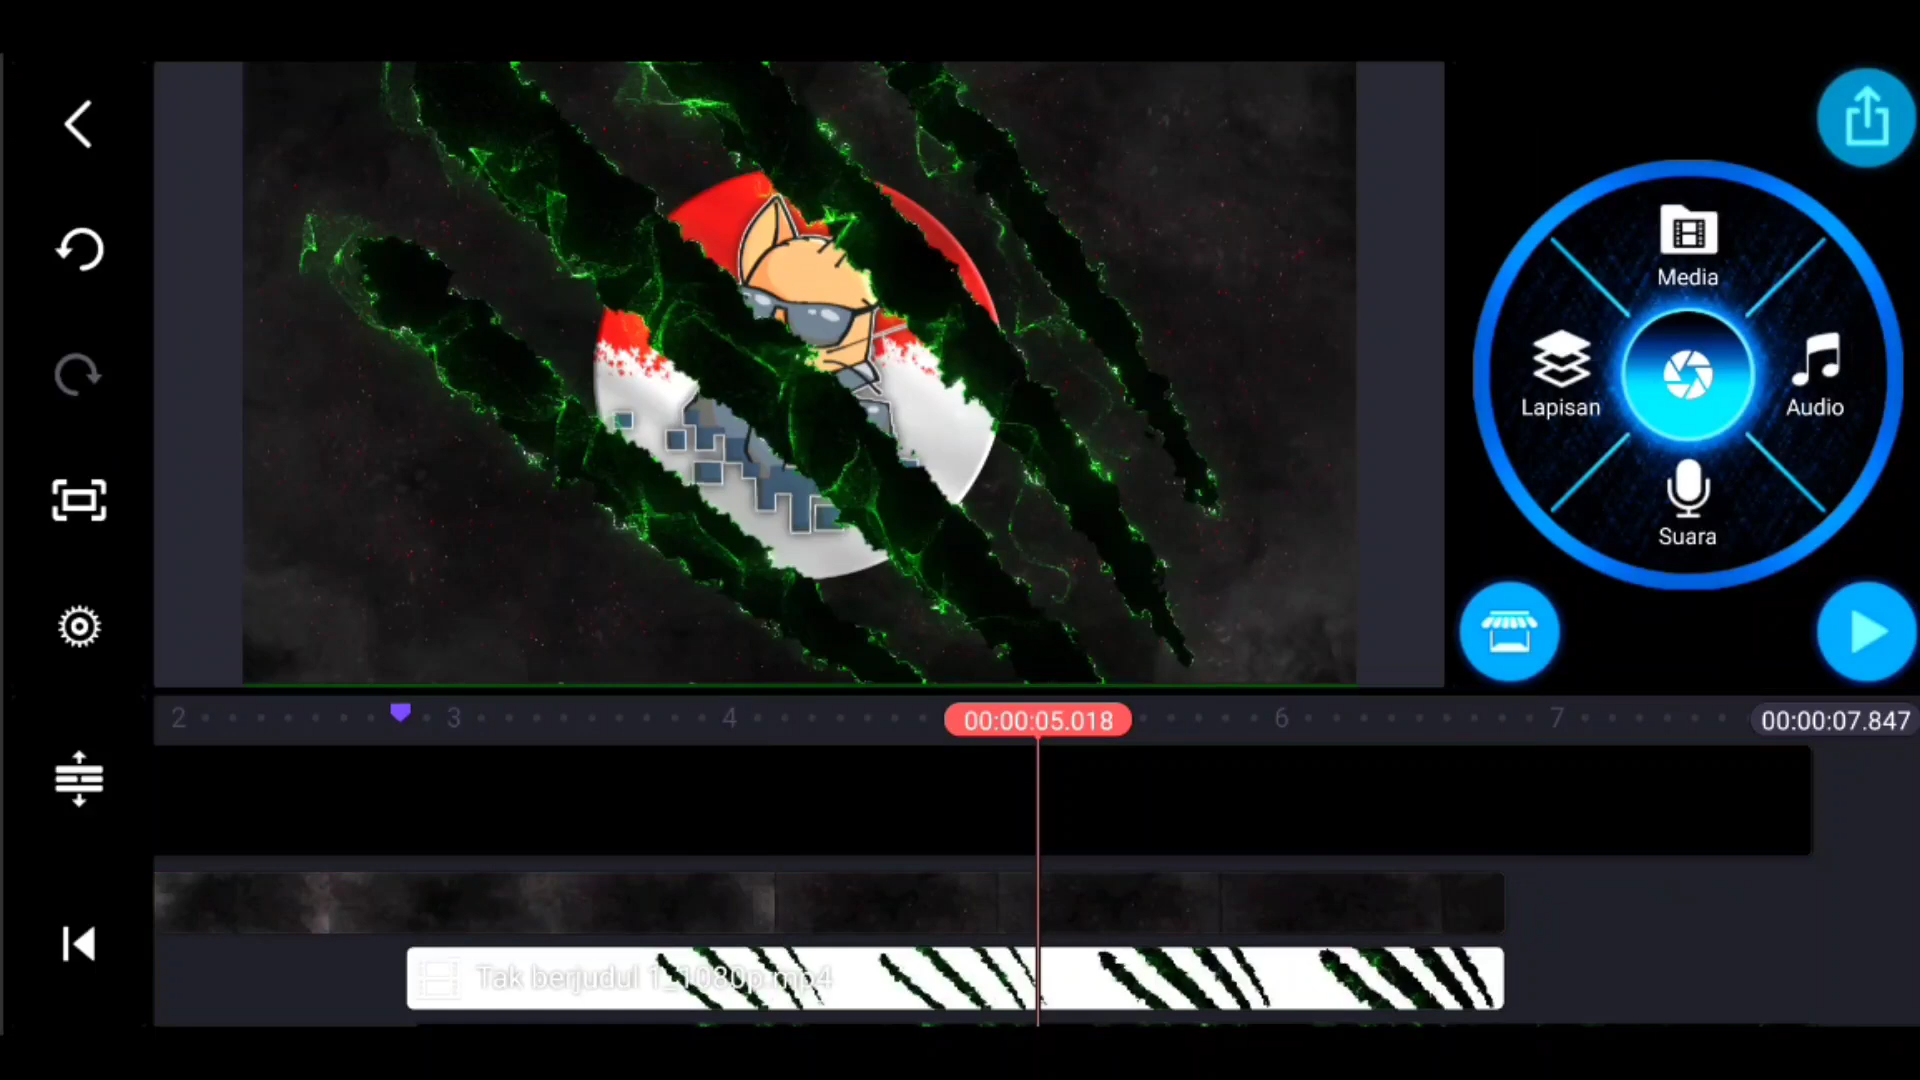 Media
Lapisan
Audio
Suara
2
3
4
00:00:05.018
6
7
00:00:07.847
Tak berjudul 1_1080p.mp4